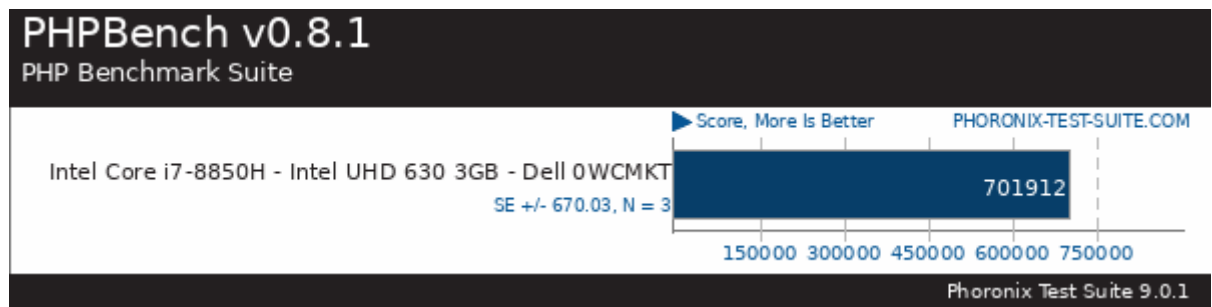 PHPBench v0.8.1
PHP Benchmark Suite
Score, More Is Better PHORONIX-TEST-SUITE.COM
Intel Core i7-8850H - Intel UHD 630 3GB - Dell 0WCMKT
701912
SE +/- 670.03, N = 3
150000 300000 450000 600000 750000
Phoronix Test Suite 9.0.1